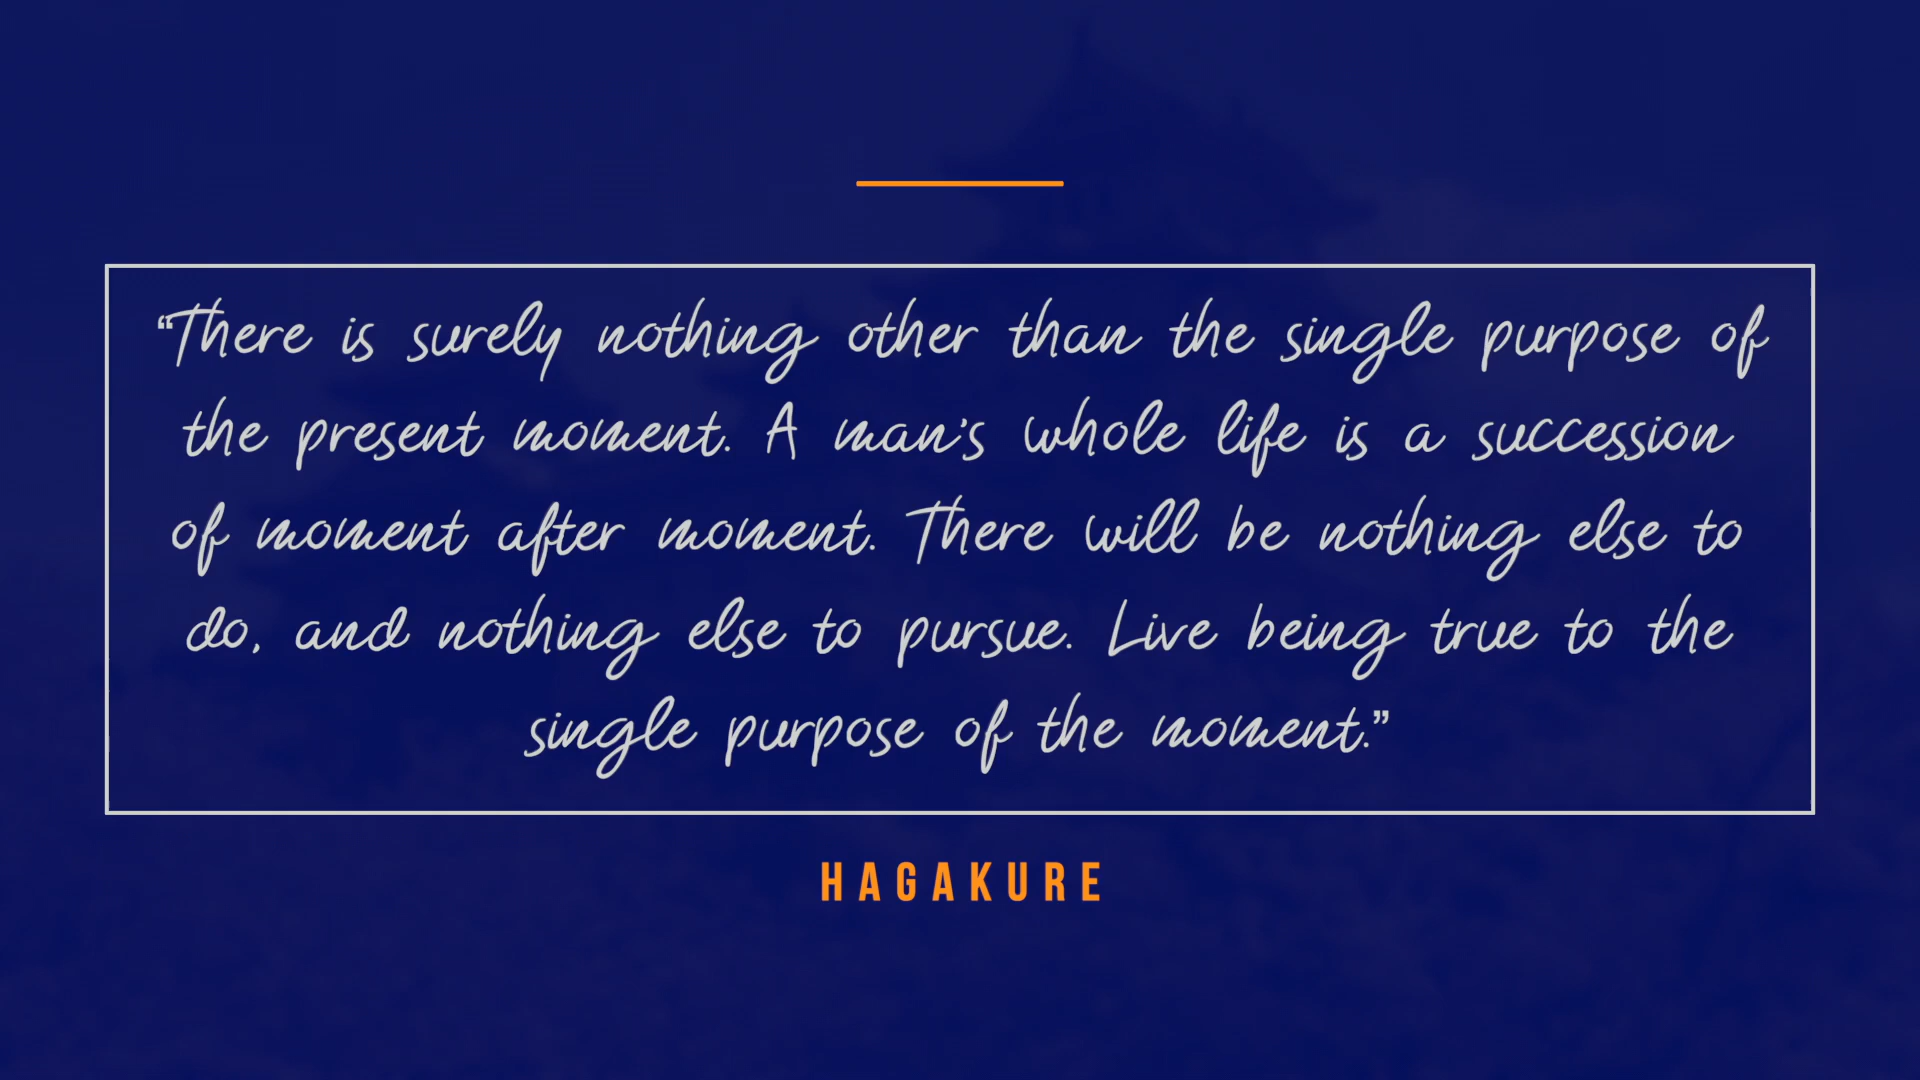 “There is surely nothing other than the single purpose of
the present moment. A man’s whole life is a succession
of moment after moment. There will be nothing else to
do, and nothing else to pursue. Live being true to the
single purpose of the moment.”
HAGAKURE